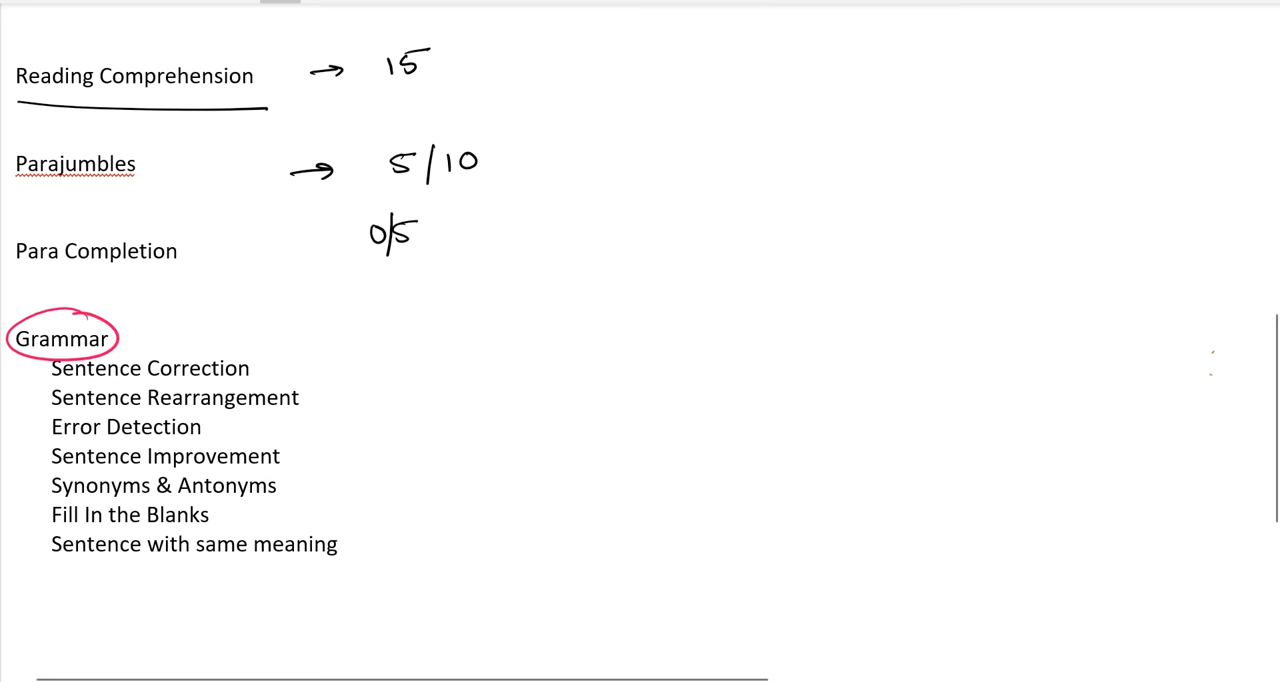 Reading Comprehension → 15
Parajumbles → 5/10
0/5
Para Completion
Grammar
Sentence Correction
Sentence Rearrangement
Error Detection
Sentence Improvement
Synonyms & Antonyms
Fill In the Blanks
Sentence with same meaning